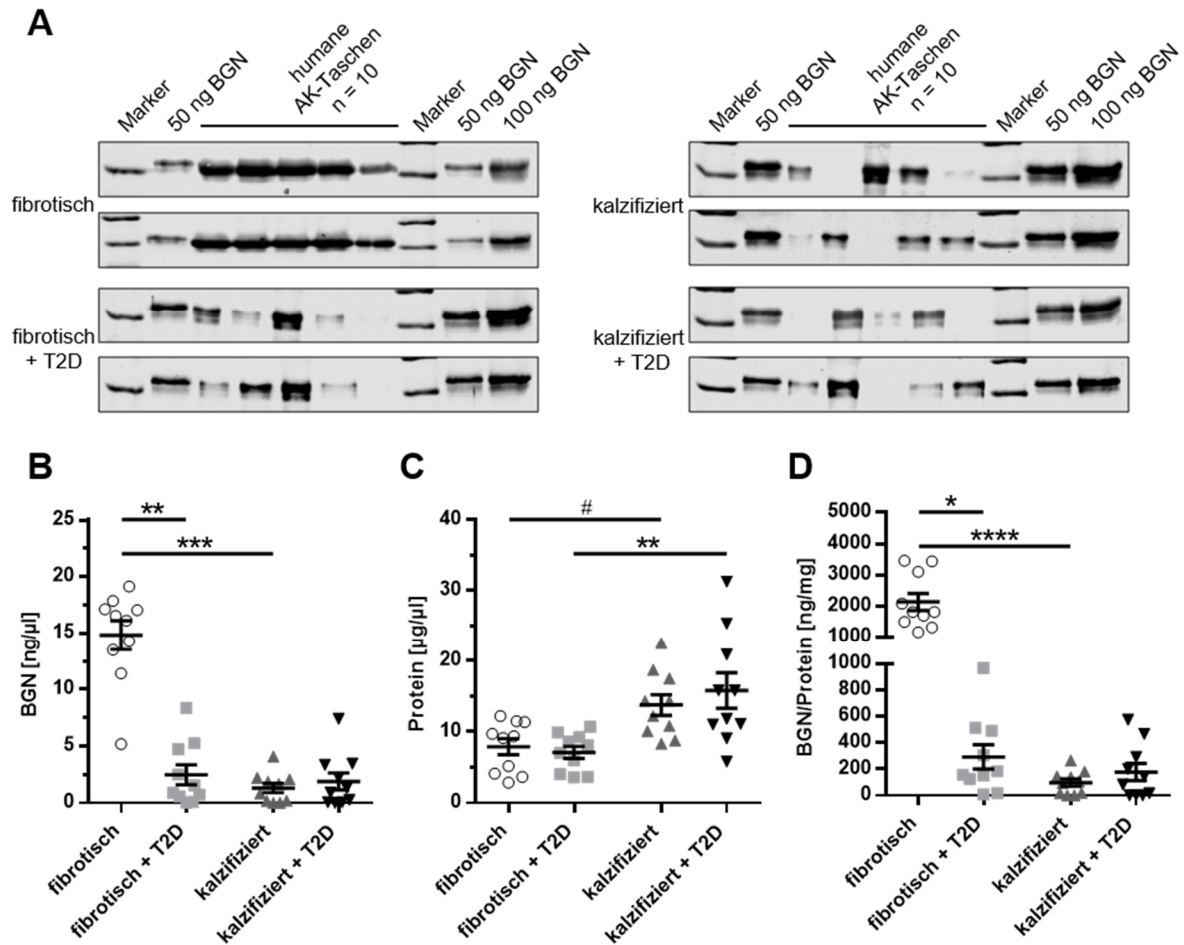 A
Marker
50 ng BGN
humane
AK-Taschen
n = 10
Marker
50 ng BGN
100 ng BGN
Marker
50 ng BGN
humane
AK-Taschen
n = 10
Marker
50 ng BGN
100 ng BGN
fibrotisch
kalzifiziert
fibrotisch
+ T2D
kalzifiziert
+ T2D
B
BGN [ng/µl]
25
20
15
10
5
0
**
***
fibrotisch
fibrotisch + T2D
kalzifiziert
kalzifiziert + T2D
C
Protein [µg/µl]
40
30
20
10
0
#
**
fibrotisch
fibrotisch + T2D
kalzifiziert
kalzifiziert + T2D
D
BGN/Protein [ng/mg]
5000
4000
3000
2000
1000
1000
800
600
400
200
0
*
****
fibrotisch
fibrotisch + T2D
kalzifiziert
kalzifiziert + T2D